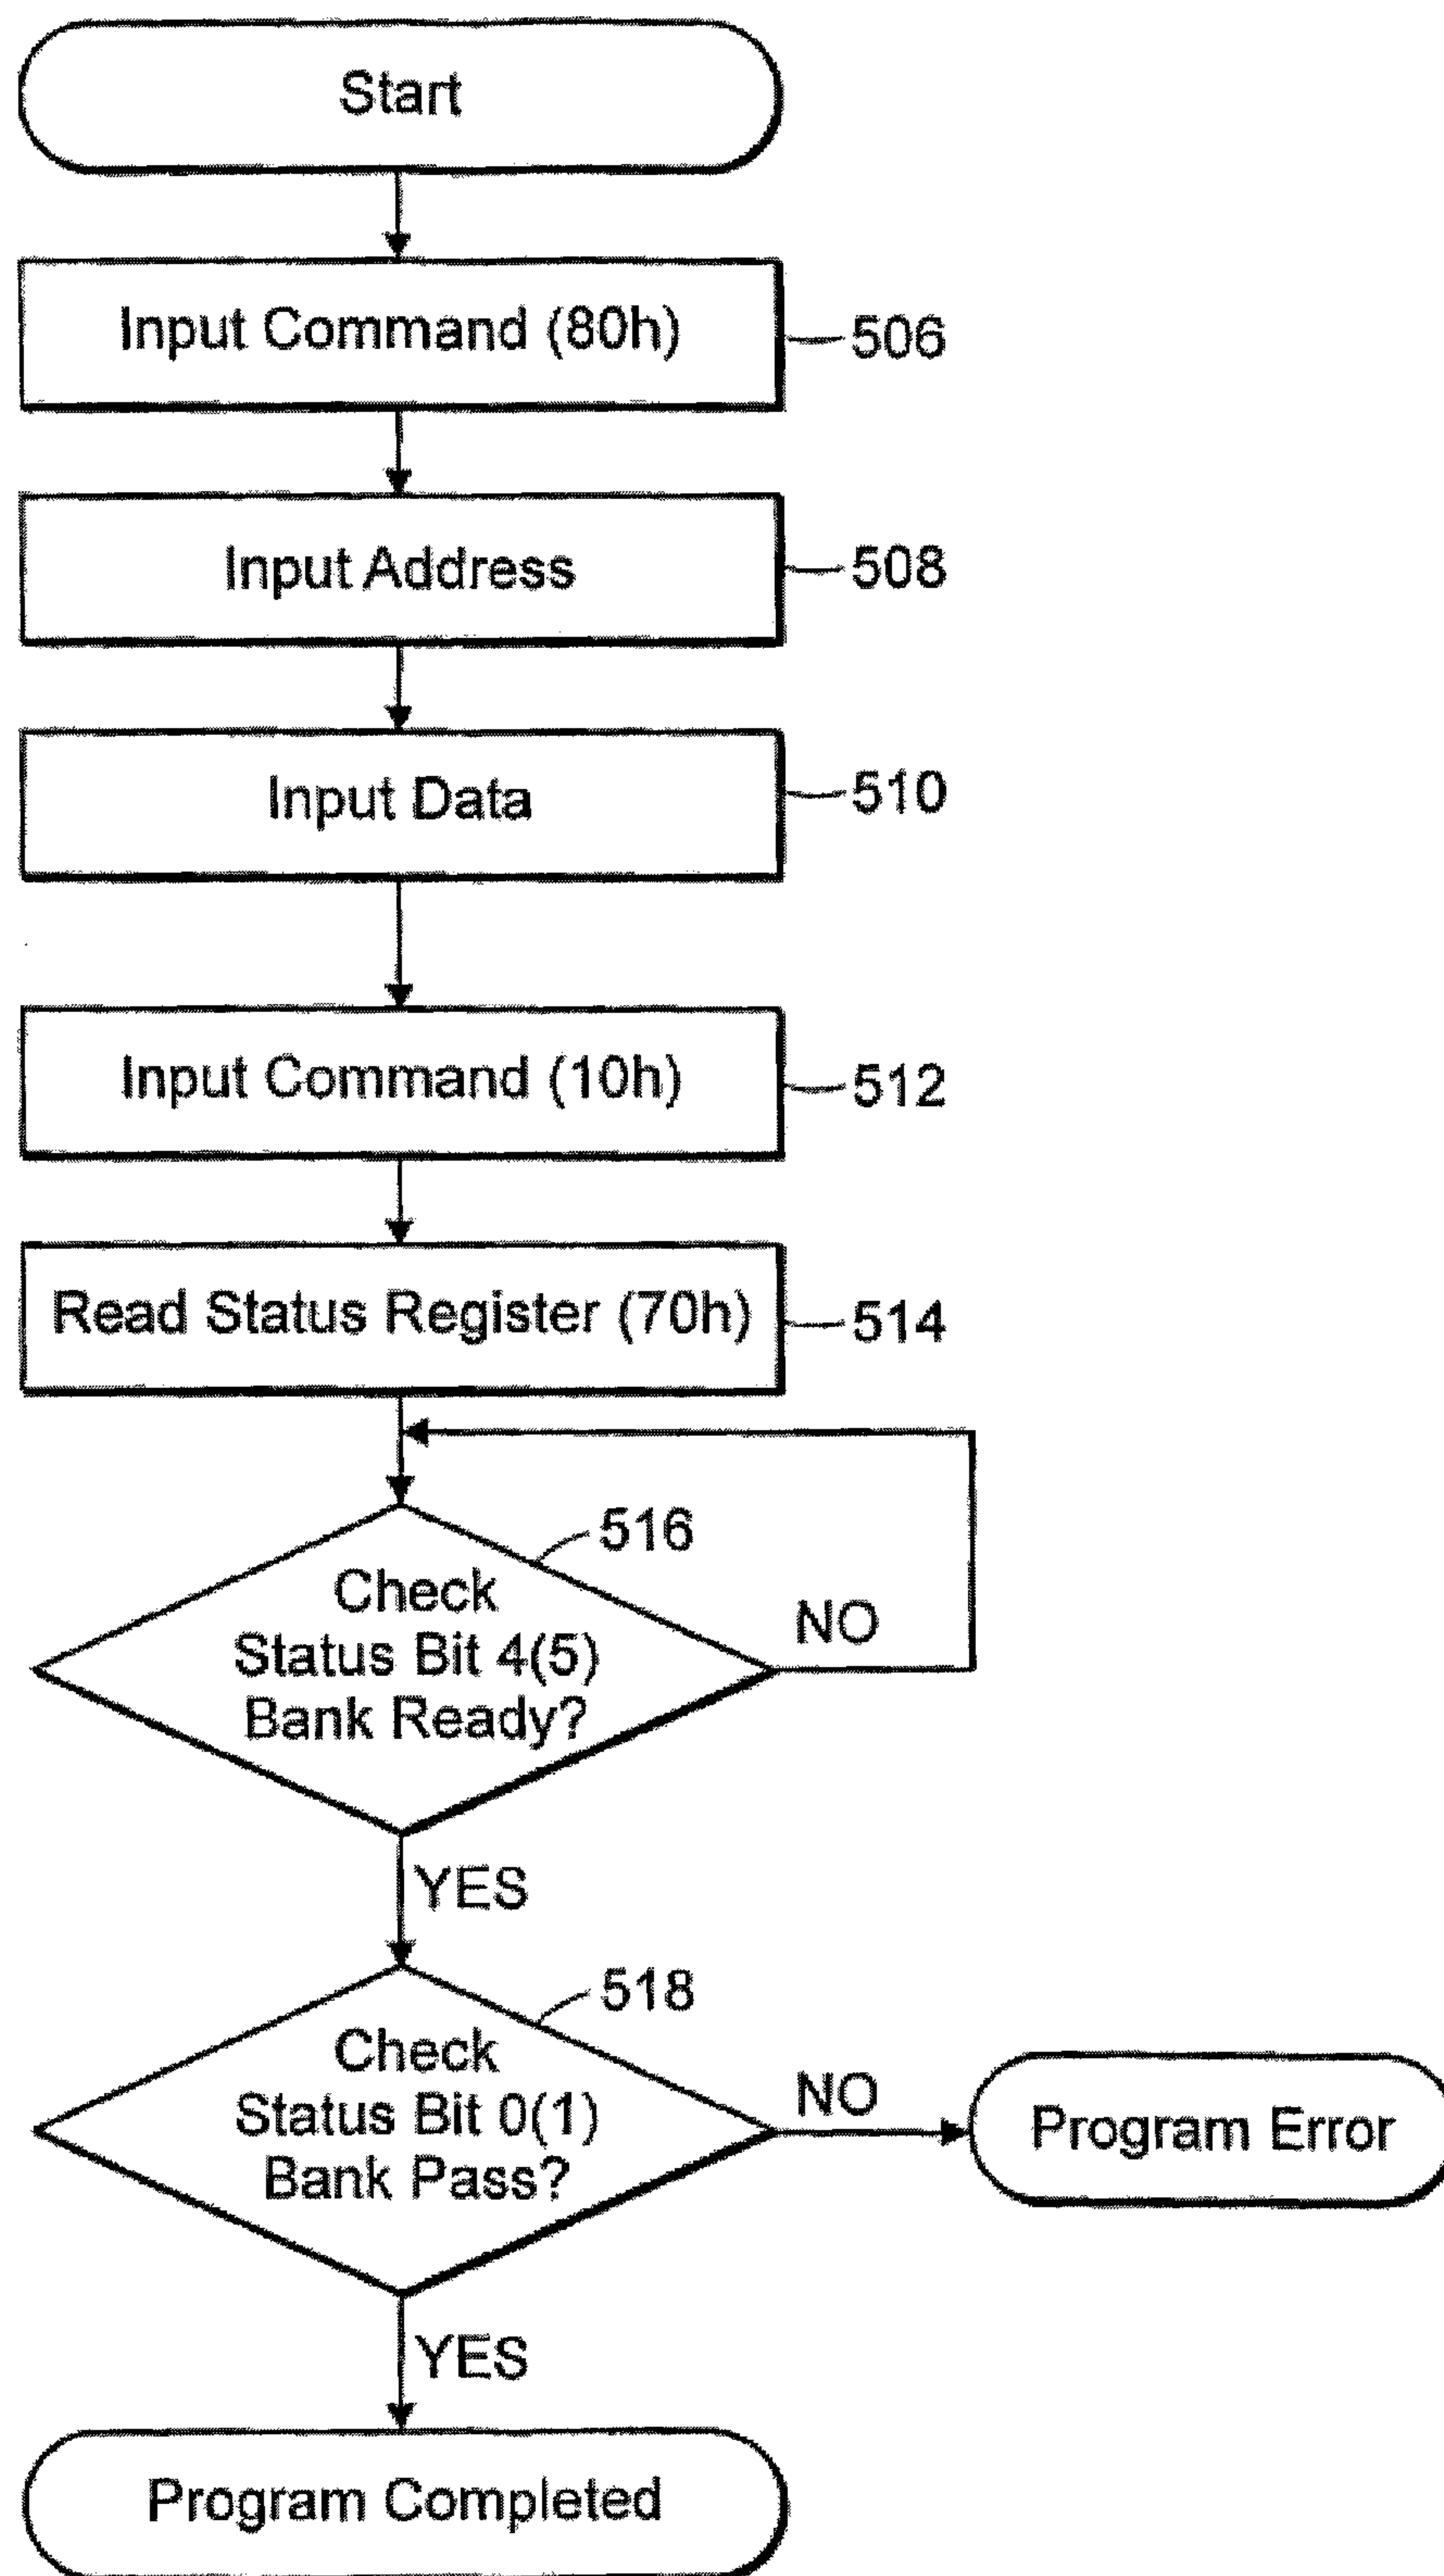 Start
Input Command (80h)
506
Input Address
508
Input Data
510
Input Command (10h)
512
Read Status Register (70h)
514
516
Check
Status Bit 4(5)
Bank Ready?
NO
YES
518
Check
Status Bit 0(1)
Bank Pass?
NO
Program Error
YES
Program Completed